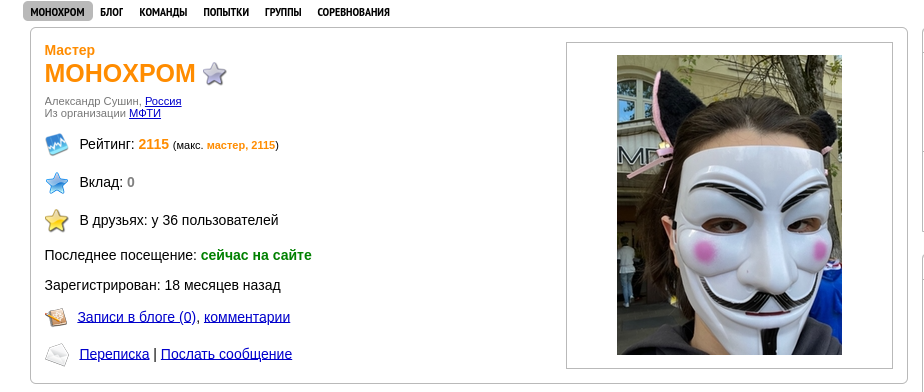 МОНОХРОМ БЛОГ КОМАНДЫ ПОПЫТКИ ГРУППЫ СОРЕВНОВАНИЯ
Мастер
МОНОХРОМ
Александр Сушин, Россия
Из организации МФТИ
Рейтинг: 2115 (макс. мастер, 2115)
Вклад: 0
В друзьях: у 36 пользователей
Последнее посещение: сейчас на сайте
Зарегистрирован: 18 месяцев назад
Записи в блоге (0), комментарии
Переписка | Послать сообщение